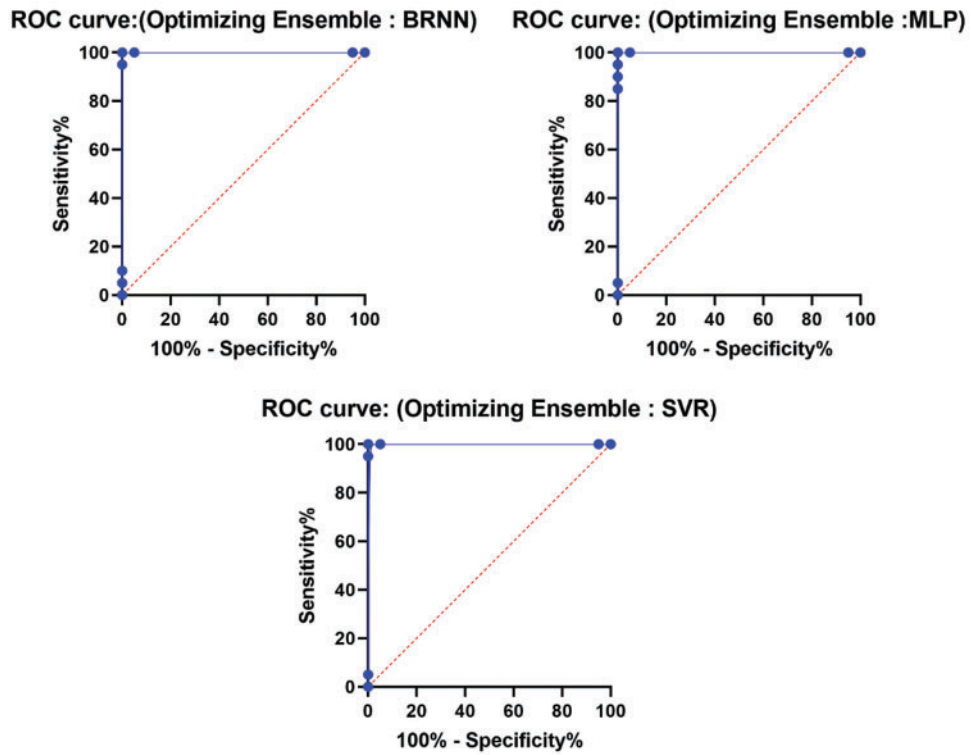 ROC curve:(Optimizing Ensemble : BRNN)
100
80
60
40
20
0
Sensitivity%
0 20 40 60 80 100
100% - Specificity%
ROC curve: (Optimizing Ensemble :MLP)
100
80
60
40
20
0
Sensitivity%
0 20 40 60 80 100
100% - Specificity%
ROC curve: (Optimizing Ensemble : SVR)
100
80
60
40
20
0
Sensitivity%
0 20 40 60 80 100
100% - Specificity%